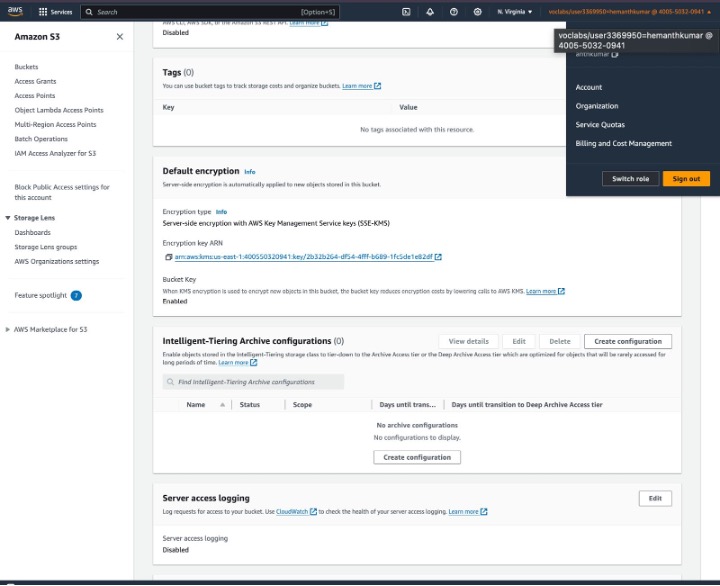 aws
Services
Search
[Option+S]
N. Virginia
voclabs/user3369950=hemanthkumar @ 4005-5032-0941
voclabs/user3369950=hemanthkumar @
4005-5032-0941
anthkumar
Account
Organization
Service Quotas
Billing and Cost Management
Switch role
Sign out
Amazon S3
Buckets
Access Grants
Access Points
Object Lambda Access Points
Multi-Region Access Points
Batch Operations
IAM Access Analyzer for S3
Block Public Access settings for
this account
Storage Lens
Dashboards
Storage Lens groups
AWS Organizations settings
Feature spotlight 7
AWS Marketplace for S3
AWS CLI, AWS SDK, or the Amazon S3 REST API. Learn more
Disabled
Tags (0)
You can use bucket tags to track storage costs and organize buckets. Learn more
Key Value
No tags associated with this resource.
Default encryption Info
Server-side encryption is automatically applied to new objects stored in this bucket.
Encryption type Info
Server-side encryption with AWS Key Management Service keys (SSE-KMS)
Encryption key ARN
arn:aws:kms:us-east-1:400550320941:key/2b32b264-df54-4fff-b689-1fc5de1e82df
Bucket Key
When KMS encryption is used to encrypt new objects in this bucket, the bucket key reduces encryption costs by lowering calls to AWS KMS. Learn more
Enabled
Intelligent-Tiering Archive configurations (0)
View details
Edit
Delete
Create configuration
Enable objects stored in the Intelligent-Tiering storage class to tier-down to the Archive Access tier or the Deep Archive Access tier which are optimized for objects that will be rarely accessed for
long periods of time. Learn more
Find Intelligent-Tiering Archive configurations
Name Status Scope Days until trans... Days until transition to Deep Archive Access tier
No archive configurations
No configurations to display.
Create configuration
Server access logging
Edit
Log requests for access to your bucket. Use CloudWatch to check the health of your server access logging. Learn more
Server access logging
Disabled